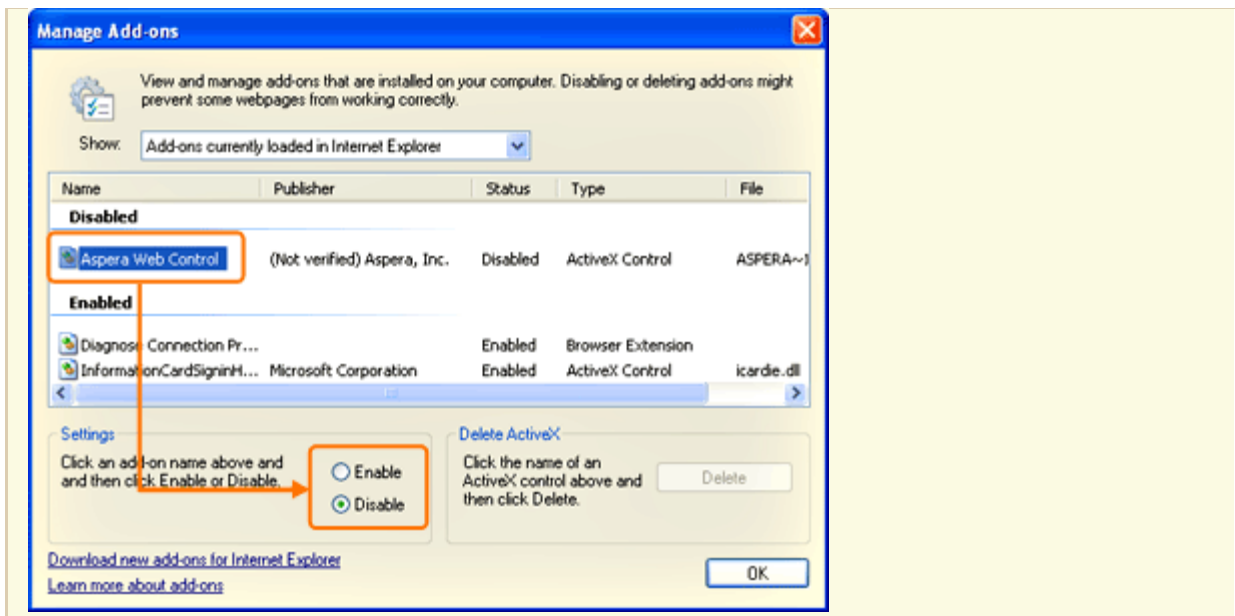 Manage Add-ons
View and manage add-ons that are installed on your computer. Disabling or deleting add-ons might
prevent some webpages from working correctly.
Show: Add-ons currently loaded in Internet Explorer
Name Publisher Status Type File
Disabled
Aspera Web Control (Not verified) Aspera, Inc. Disabled ActiveX Control ASPERA~1
Enabled
Diagnose Connection Pr... Enabled Browser Extension
InformationCardSigninH... Microsoft Corporation Enabled ActiveX Control icardie.dll
Settings
Click an add-on name above and
and then click Enable or Disable.
Enable
Disable
Delete ActiveX
Click the name of an
ActiveX control above and
then click Delete.
Delete
Download new add-ons for Internet Explorer
Learn more about add-ons
OK